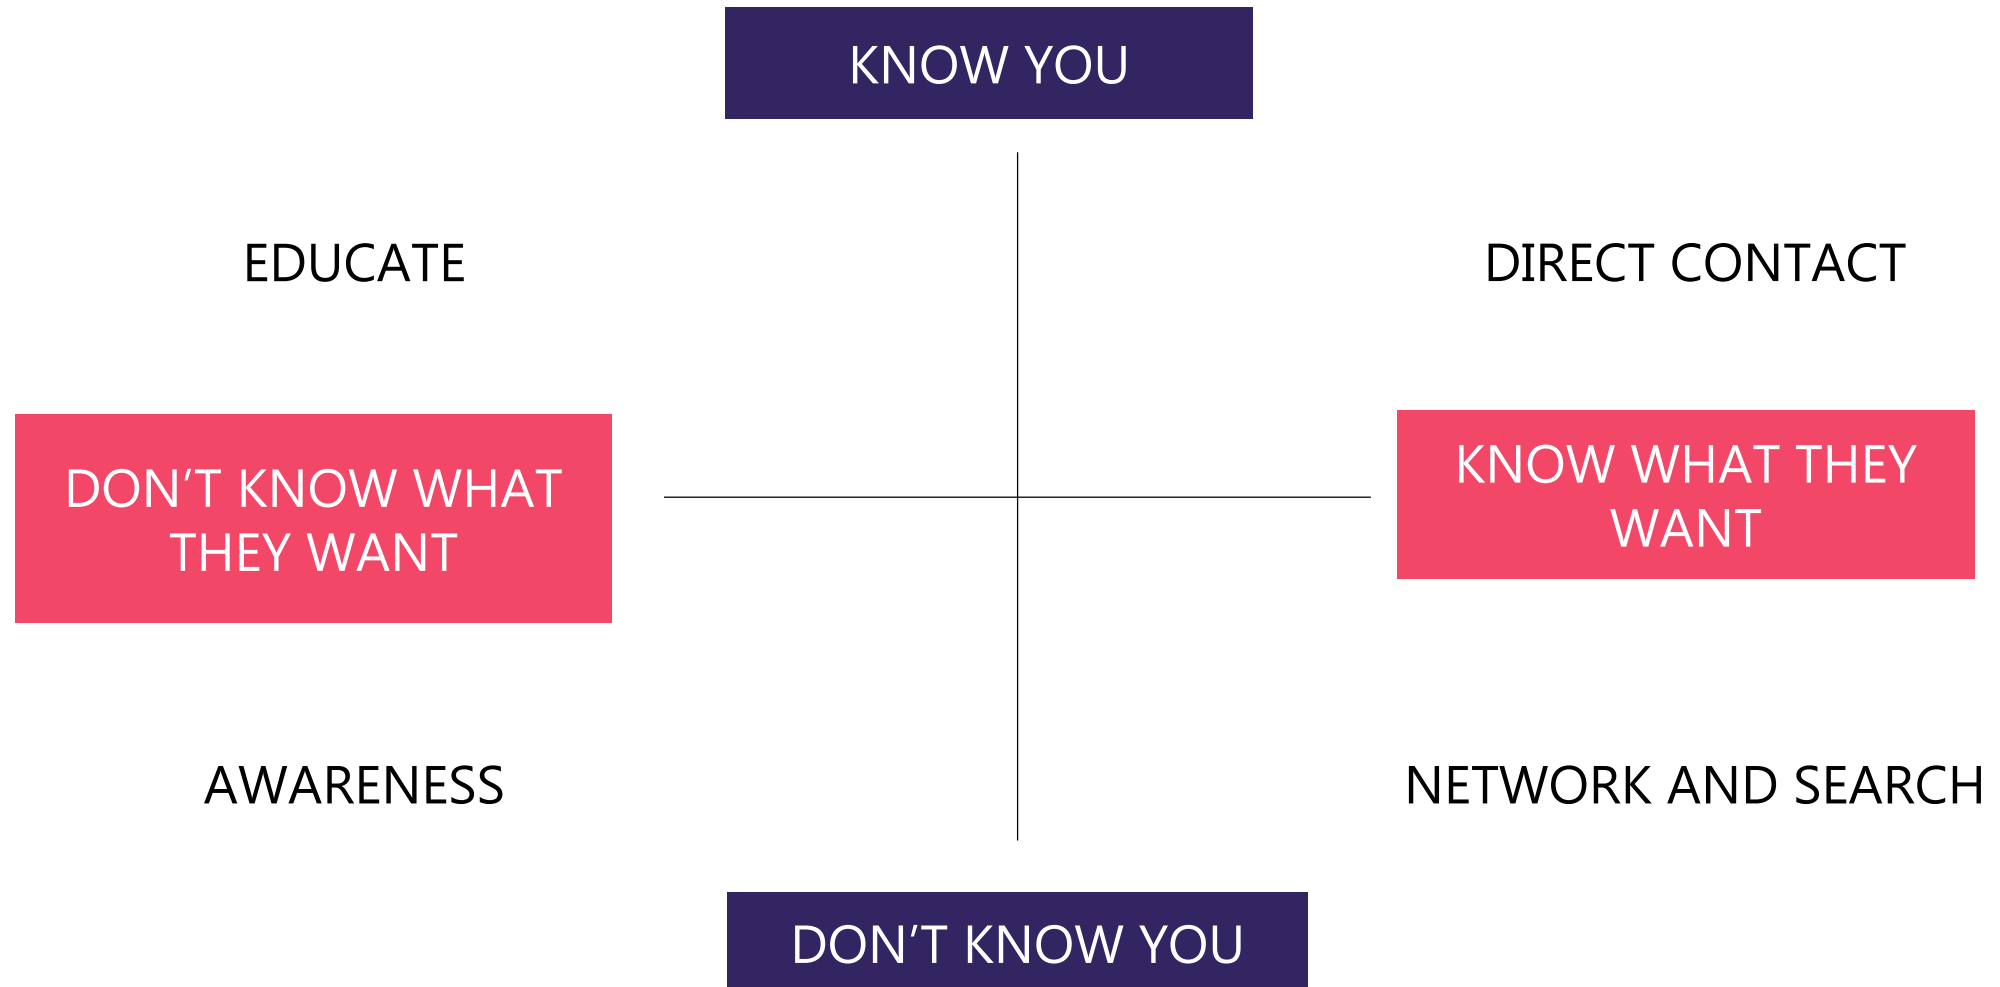 KNOW YOU
EDUCATE
DIRECT CONTACT
DON’T KNOW WHAT
THEY WANT
KNOW WHAT THEY
WANT
AWARENESS
NETWORK AND SEARCH
DON’T KNOW YOU